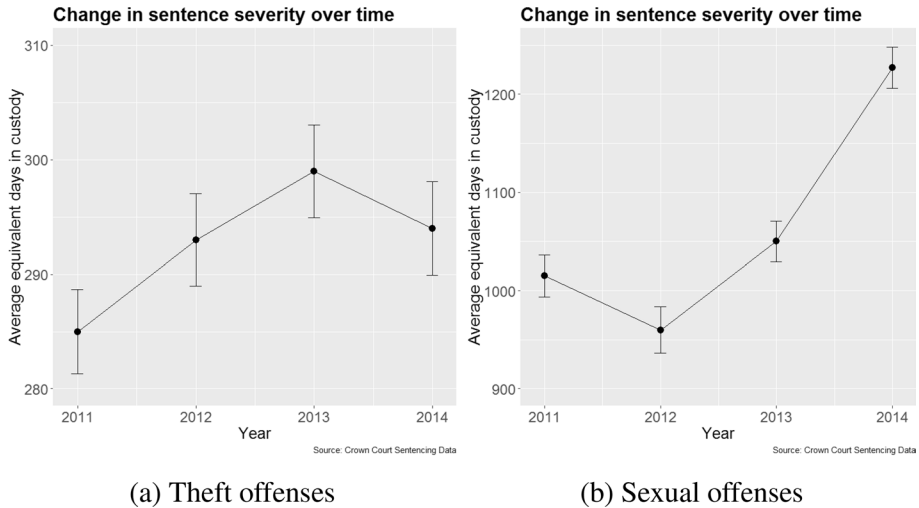 Change in sentence severity over time
Average equivalent days in custody
310
300
290
280
2011 2012 2013 2014
Year
Source: Crown Court Sentencing Data
(a) Theft offenses
Change in sentence severity over time
Average equivalent days in custody
1200
1100
1000
900
2011 2012 2013 2014
Year
Source: Crown Court Sentencing Data
(b) Sexual offenses